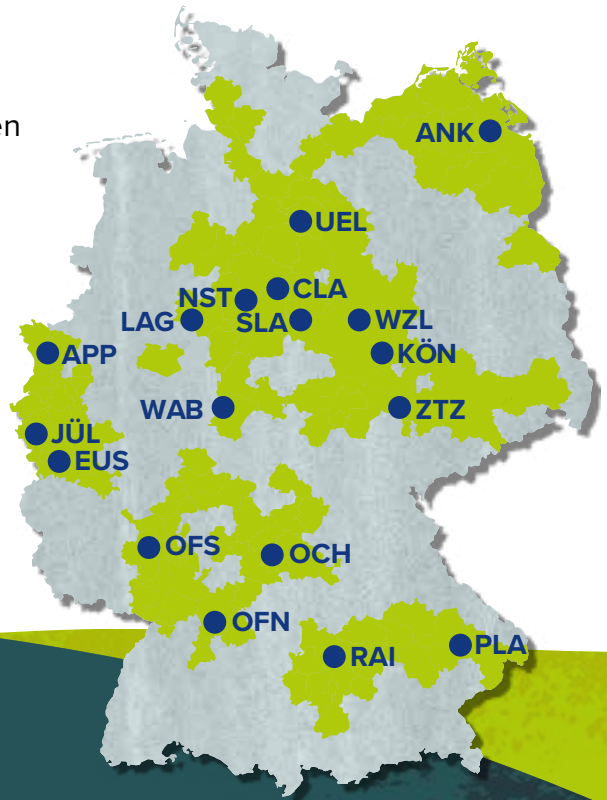 en
ANK
UEL
CLA
NST
LAG
SLA
WZL
APP
KÖN
WAB
ZTZ
JÜL
EUS
OFS
OCH
OFN
RAI
PLA